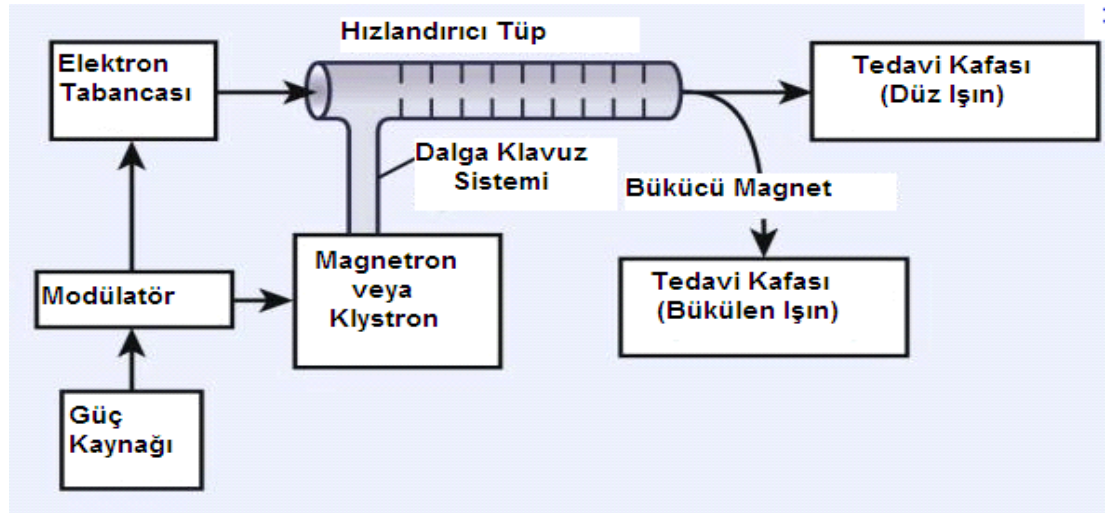 Hızlandırıcı Tüp
Elektron
Tabancası
Tedavi Kafası
(Düz Işın)
Dalga Klavuz
Sistemi
Bükücü Magnet
Magnetron
veya
Klystron
Modülatör
Tedavi Kafası
(Bükülen Işın)
Güç
Kaynağı